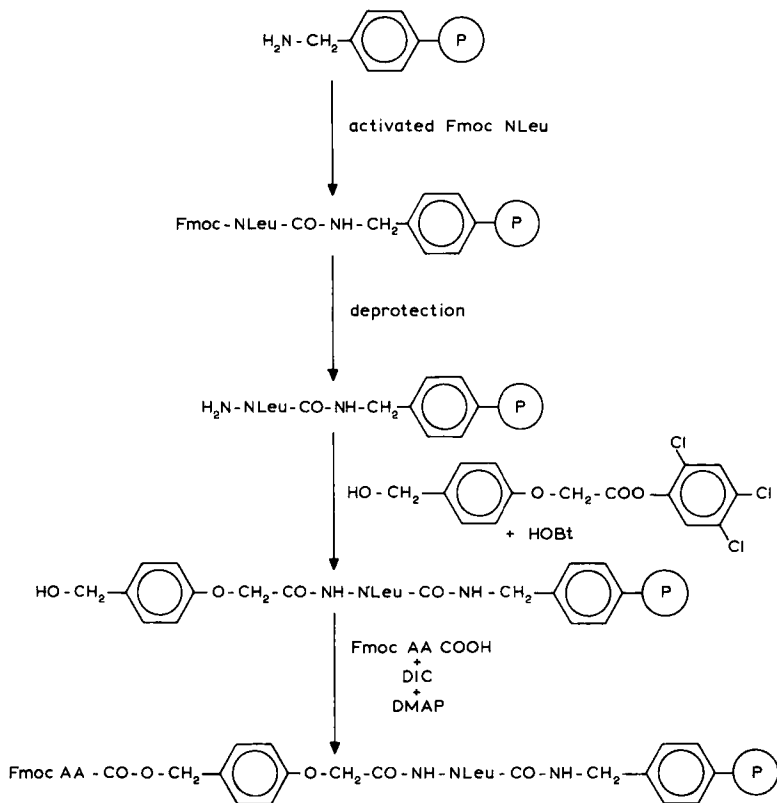 H₂N-CH₂ P
activated Fmoc NLeu
Fmoc-NLeu-CO-NH-CH₂ P
deprotection
H₂N-NLeu-CO-NH-CH₂ P
HO-CH₂ O-CH₂-COO Cl Cl Cl
+ HOBt
HO-CH₂ O-CH₂-CO-NH-NLeu-CO-NH-CH₂ P
Fmoc AA COOH
+
DIC
+
DMAP
Fmoc AA-CO-O-CH₂ O-CH₂-CO-NH-NLeu-CO-NH-CH₂ P